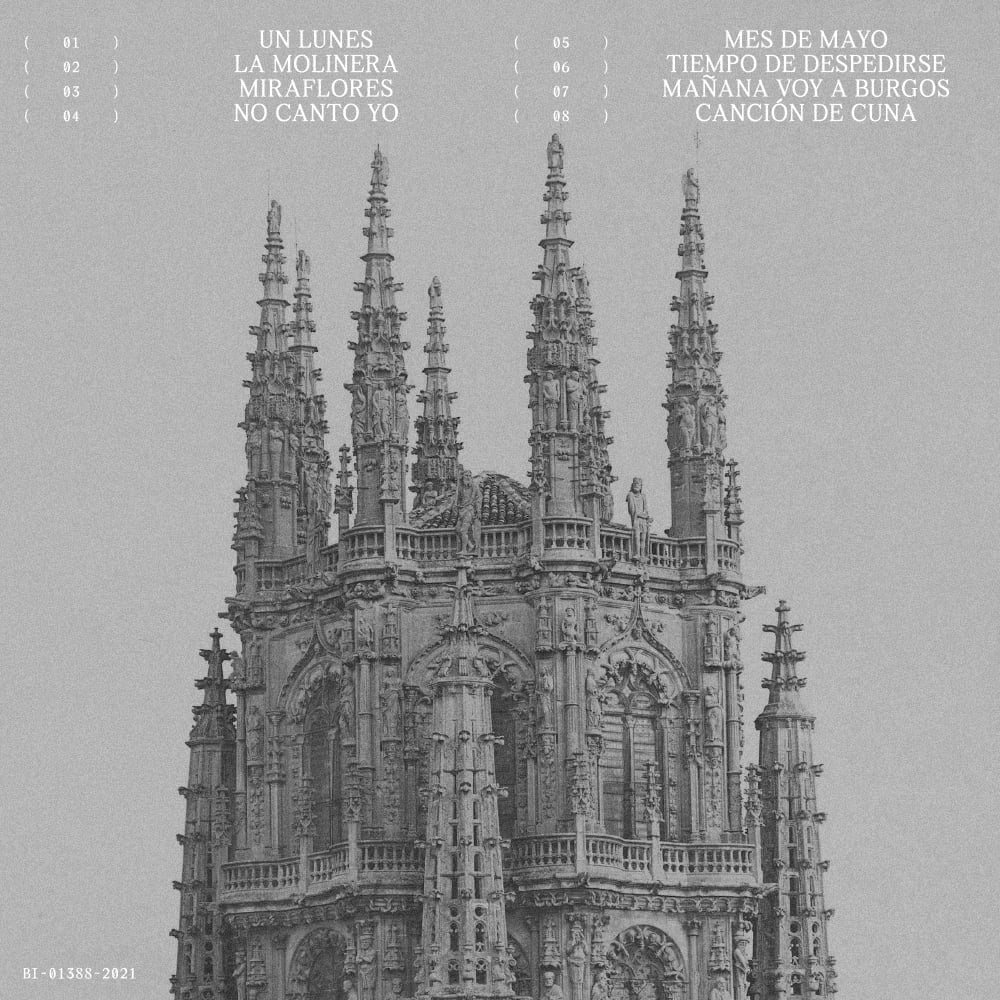 ( 01 ) UN LUNES
( 02 ) LA MOLINERA
( 03 ) MIRAFLORES
( 04 ) NO CANTO YO
( 05 ) MES DE MAYO
( 06 ) TIEMPO DE DESPEDIRSE
( 07 ) MAÑANA VOY A BURGOS
( 08 ) CANCIÓN DE CUNA
BI-01388-2021